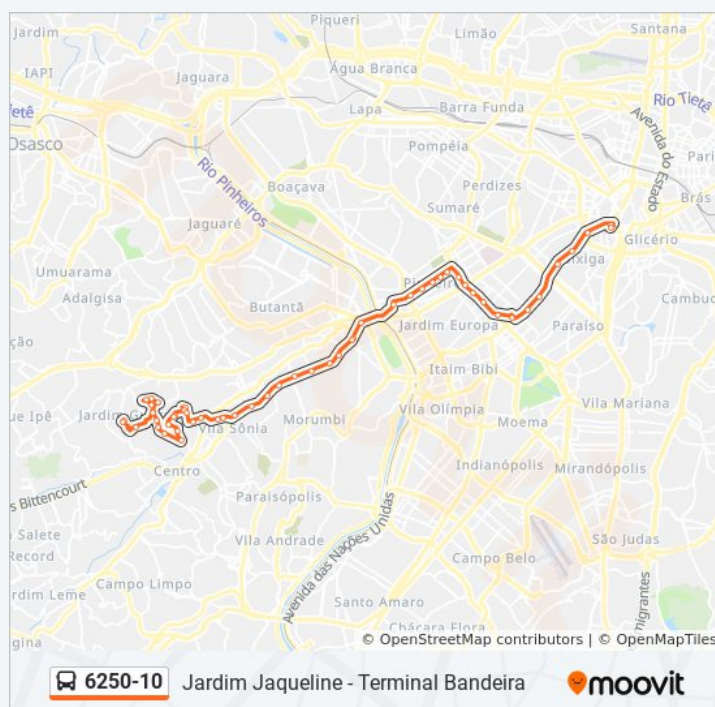 Jardim
Piqueri
Santana
Limão
IAPI
Jaguara
Água Branca
Rio Tietê
Tietê
Lapa
Barra Funda
Osasco
Avenida do Estado
Pompéia
Pari
Rio Pinheiros
Boaçava
Perdizes
Brás
Sumaré
Jaguaré
Glicério
Umuarama
Adalgisa
Butantã
Jardim Europa
Paraíso
Itaim Bibi
Vila Olímpia
Vila Mariana
Morumbi
Moema
Vila Sônia
Centro
Indianópolis
Mirandópolis
Bittencourt
Paraisópolis
São Judas
Salete
Record
Vila Andrade
Avenida das Nações Unidas
Campo Belo
Campo Limpo
Jardim Leme
Santo Amaro
Chácara Flora
© OpenStreetMap contributors | © OpenMapTiles
6250-10 Jardim Jaqueline - Terminal Bandeira moovit